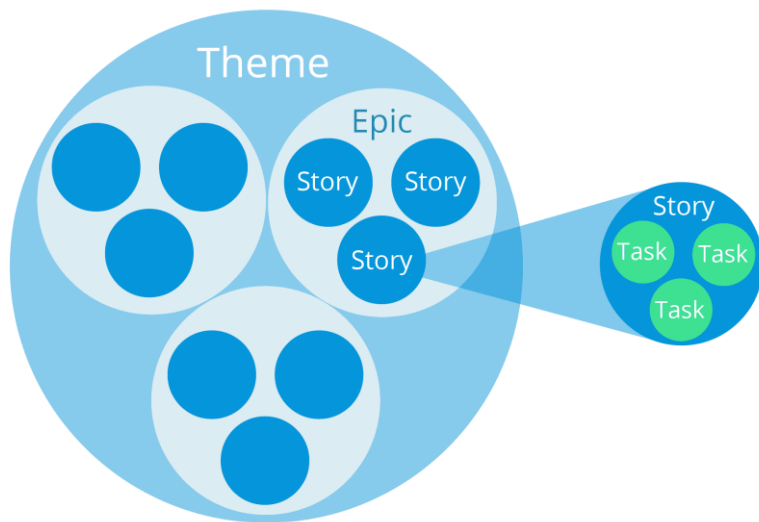 Theme
Epic
Story Story
Story
Story
Task Task
Task